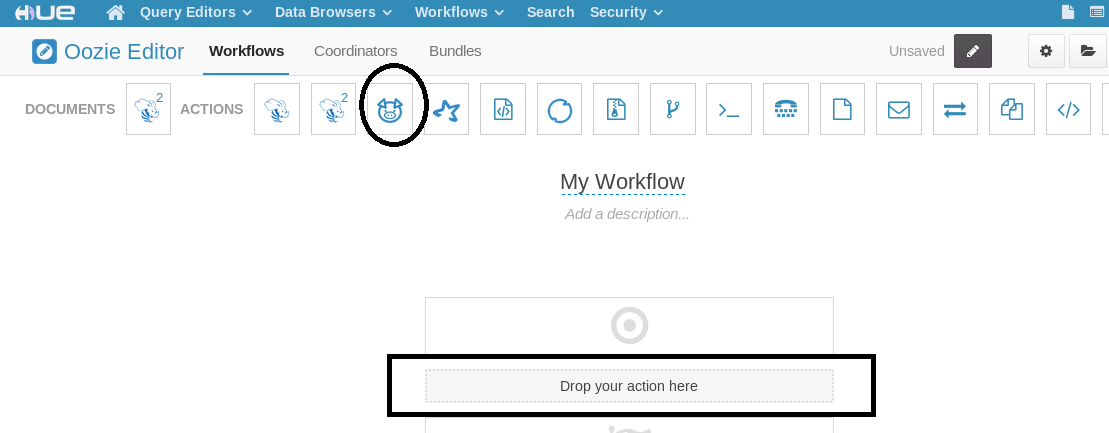 HUE Query Editors Data Browsers Workflows Search Security
Oozie Editor Workflows Coordinators Bundles Unsaved
DOCUMENTS 2 ACTIONS 2
My Workflow
Add a description...
Drop your action here